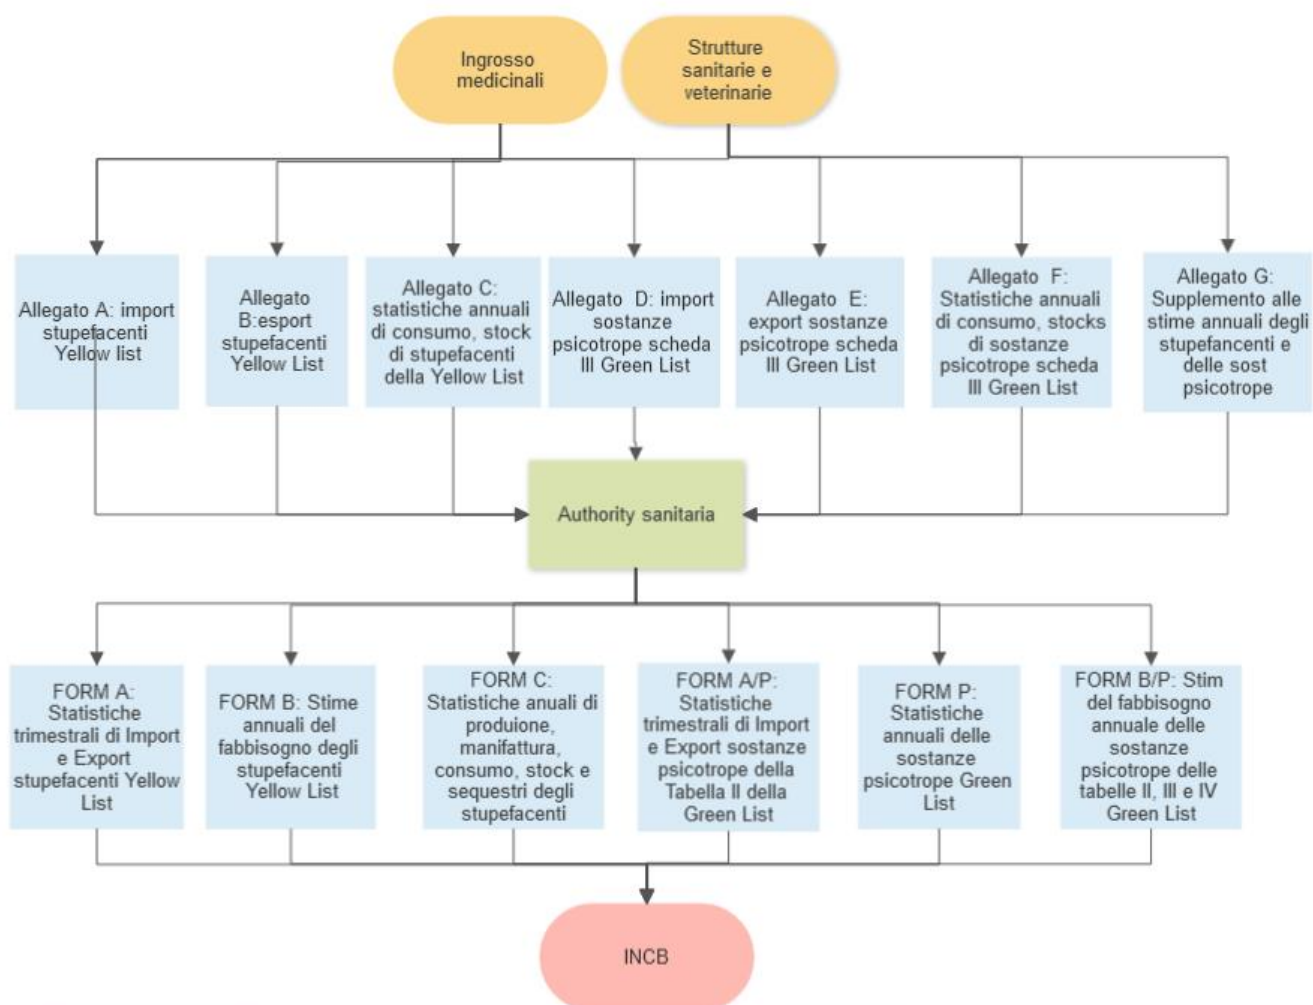 Ingrosso
medicinali
Strutture
sanitarie e
veterinarie
Allegato A: import
stupefacenti
Yellow list
Allegato
B:esport
stupefacenti
Yellow List
Allegato C:
statistiche annuali
di consumo, stock
di stupefacenti
della Yellow List
Allegato D: import
sostanze
psicotrope scheda
III Green List
Allegato E:
export sostanze
psicotrope scheda
III Green List
Allegato F:
Statistiche annuali
di consumo, stocks
di sostanze
psicotrope scheda
III Green List
Allegato G:
Supplemento alle
stime annuali degli
stupefancenti e
delle sost
psicotrope
Authority sanitaria
FORM A:
Statistiche
trimestrali di Import
e Export
stupefacenti Yellow
List
FORM B: Stime
annuali del
fabbisogno degli
stupefacenti
Yellow List
FORM C:
Statistiche anuali di
produione,
manifattura,
consumo, stock e
sequestri degli
stupefacenti
FORM A/P:
Statistiche
trimestrali di Import
e Export sostanze
psicotrope della
Tabella II della
Green List
FORM P:
Statistiche
annuali delle
sostanze
psicotrope Green
List
FORM B/P: Stim
del fabbisogno
annuale delle
sostanze
psicotrope delle
tabelle II, III e IV
Green List
INCB